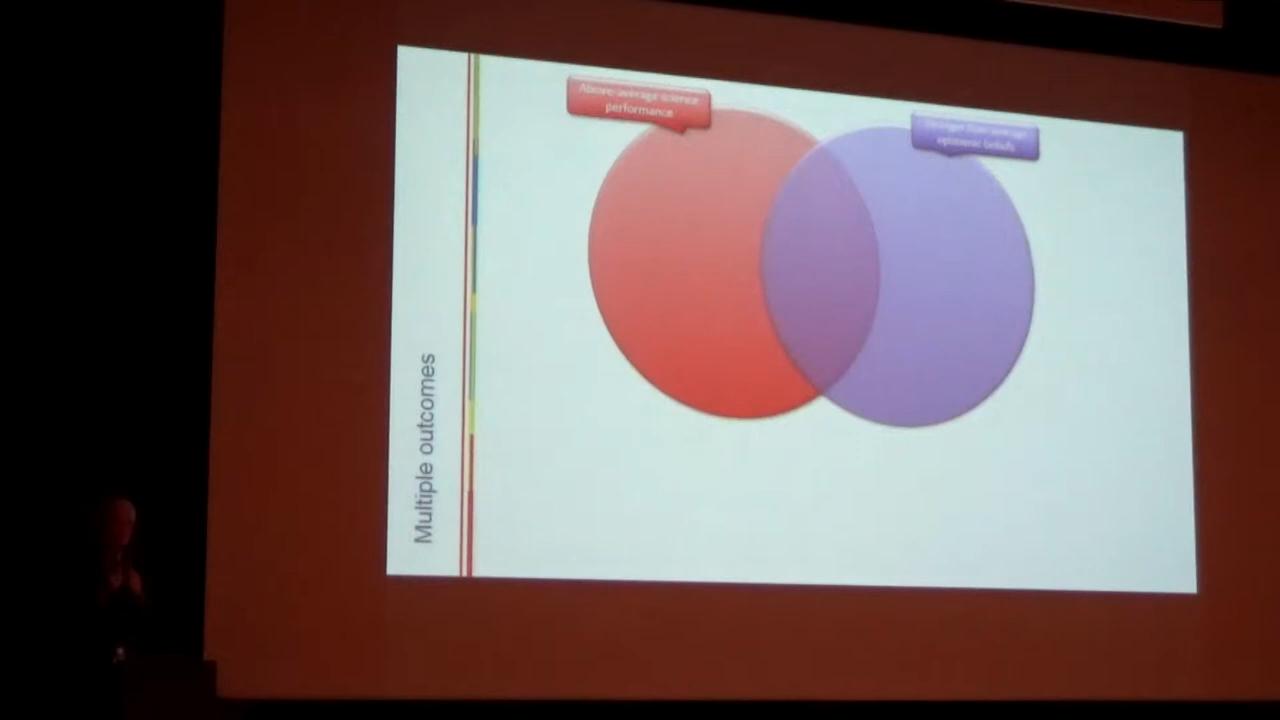 Multiple outcomes
Above average science
performance
Stronger than average
epistemic beliefs